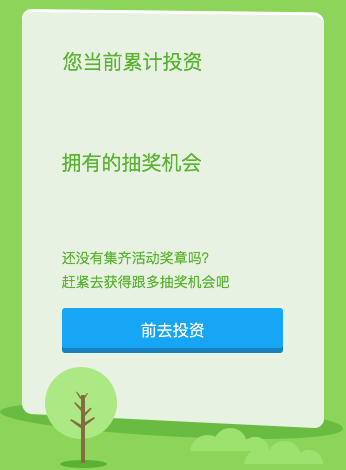 您当前累计投资
拥有的抽奖机会
还没有集齐活动奖章吗?
赶紧去获得跟多抽奖机会吧
前去投资